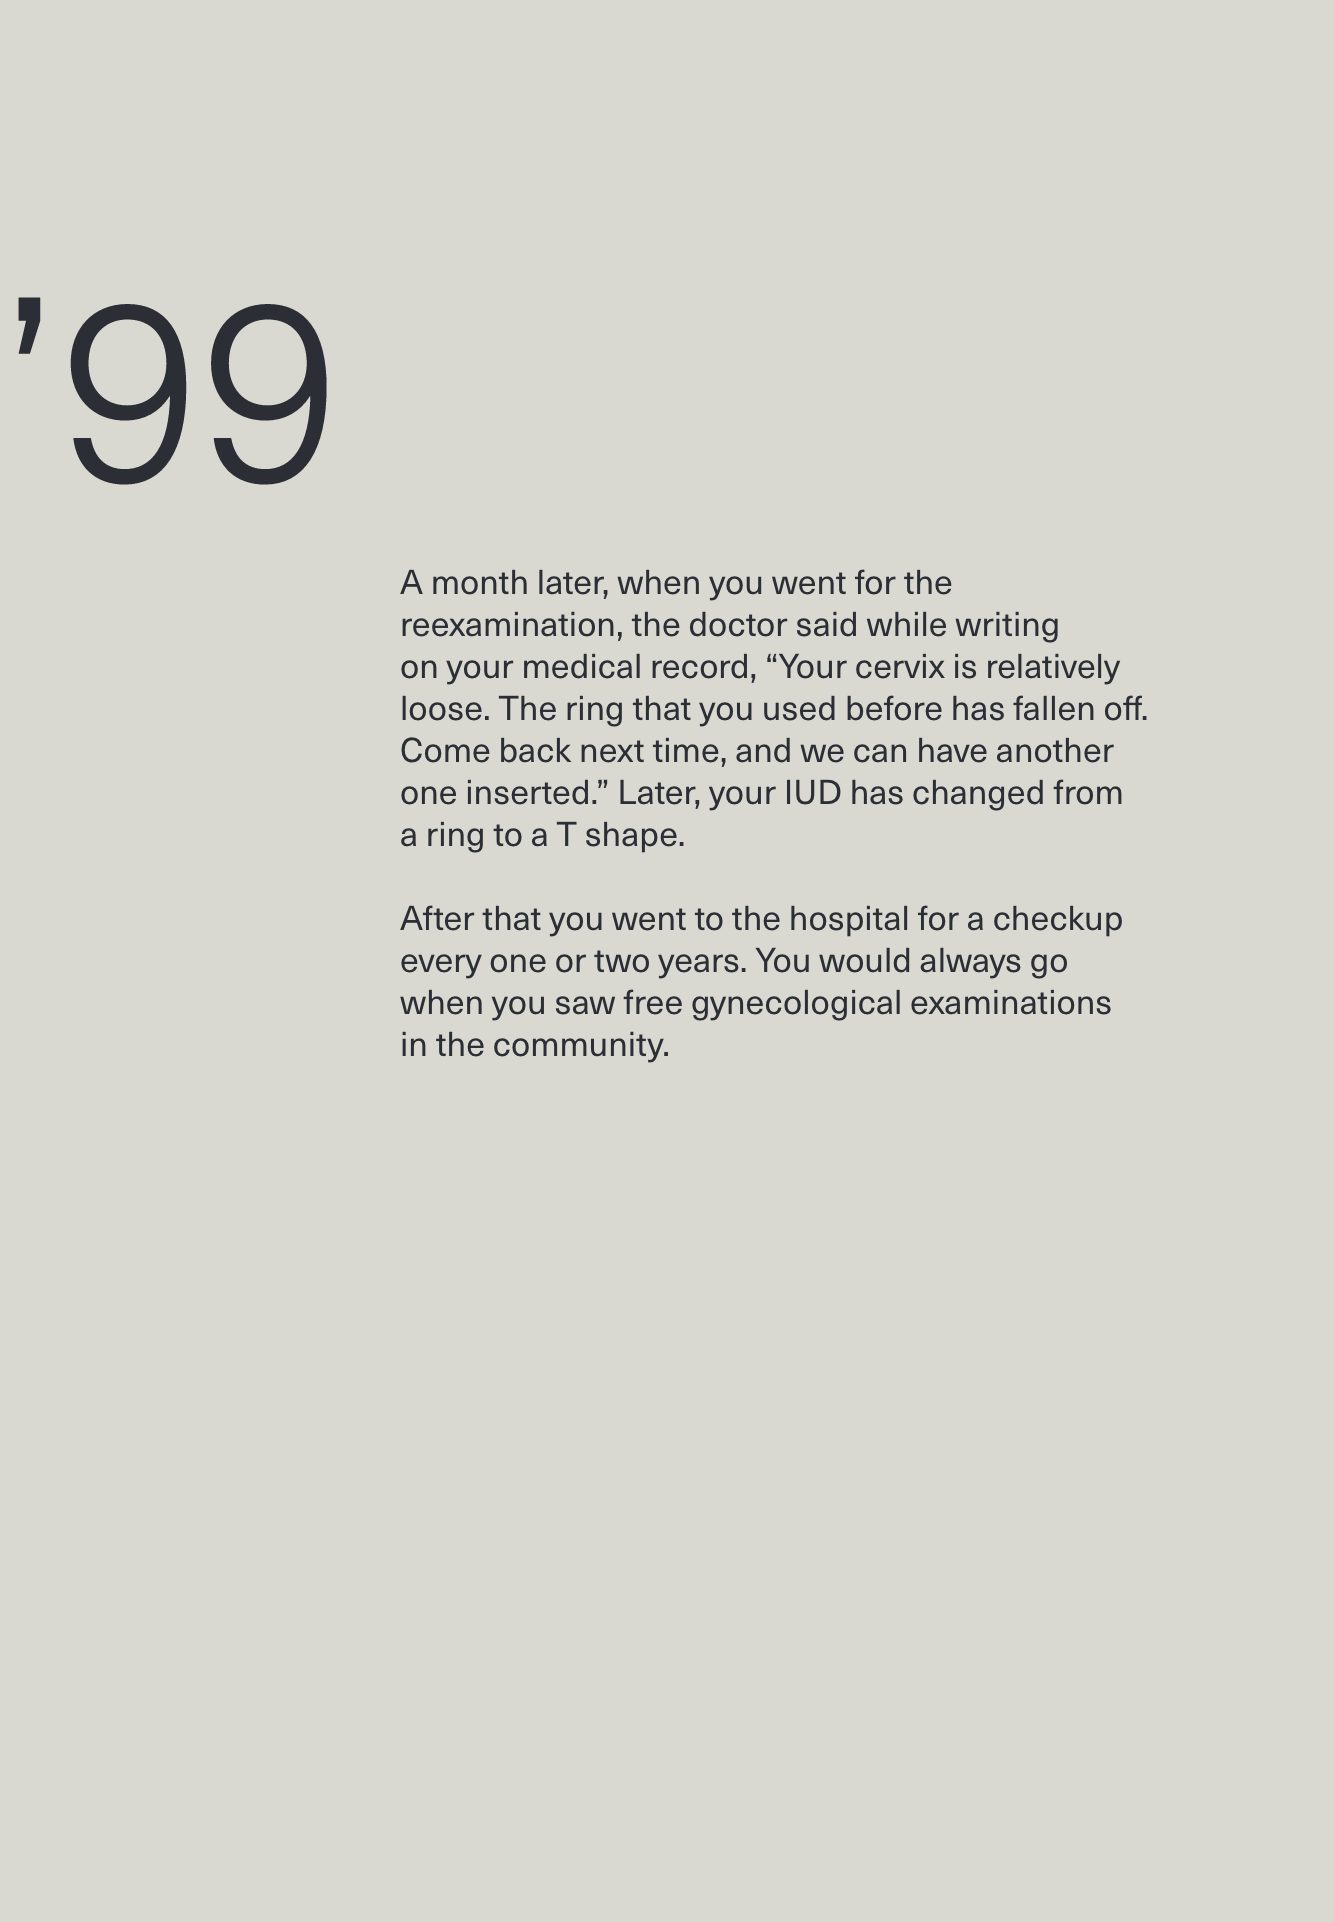 ’99
A month later, when you went for the
reexamination, the doctor said while writing
on your medical record, “Your cervix is relatively
loose. The ring that you used before has fallen off.
Come back next time, and we can have another
one inserted.” Later, your IUD has changed from
a ring to a T shape.
After that you went to the hospital for a checkup
every one or two years. You would always go
when you saw free gynecological examinations
in the community.